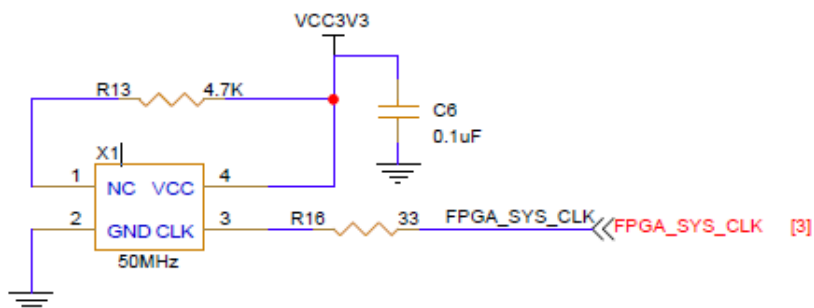 VCC3V3
R13 4.7K
C6
0.1uF
X1
1 NC VCC 4
2 GND CLK 3
R16 33 FPGA_SYS_CLK FPGA_SYS_CLK [3]
50MHz